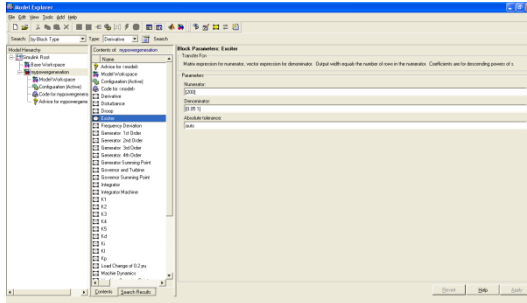 Model Explorer
File Edit View Tools Add Help
Search: by Block Type Type: Derivative Search
Model Hierarchy
Simulink Root
Base Workspace
mypowergeneration
Model Workspace
Configuration (Active)
Code for mypowergenera
Advice for mypowergene
Contents of: mypowergeneration
Name
Advice for <model>
Model Workspace
Configuration (Active)
Code for <model>
Derivative
Disturbance
Droop
Exciter
Frequency Deviation
Generator 1st Order
Generator 2nd Order
Generator 3rd Order
Generator 4th Order
Generator Summing Point
Governor and Turbine
Governor Summing Point
Integrator
Integrator Machine
K1
K2
K3
K4
K5
Kd
Ki
Kp
Load Change of 0.2 pu
Machine Dynamics
Contents Search Results
Block Parameters: Exciter
Transfer Fcn
Matrix expression for numerator, vector expression for denominator. Output width equals the number of rows in the numerator. Coefficients are for descending powers of s.
Parameters
Numerator:
[200]
Denominator:
[0.05 1]
Absolute tolerance:
auto
Revert Help Apply